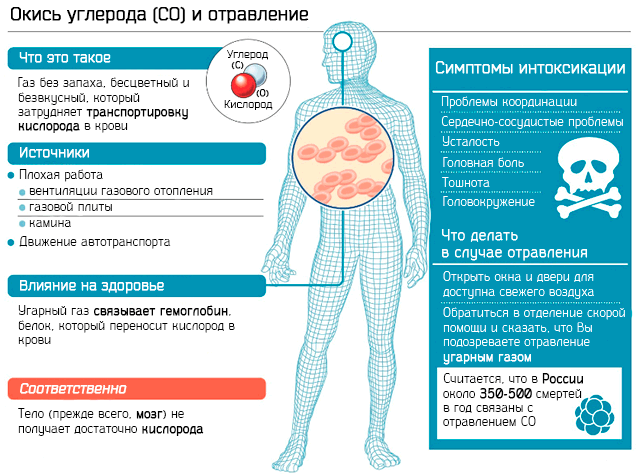 Окись углерода (СО) и отравление
Что это такое
Газ без запаха, бесцветный и
безвкусный, который
затрудняет транспортировку
кислорода в крови
Углерод
(С)
(О)
Кислород
Источники
Плохая работа
вентиляции газового отопления
газовой плиты
камина
Движение автотранспорта
Влияние на здоровье
Угарный газ связывает гемоглобин,
белок, который переносит кислород в
крови
Соответственно
Тело (прежде всего, мозг) не
получает достаточно кислорода
Симптомы интоксикации
Проблемы координации
Сердечно-сосудистые проблемы
Усталость
Головная боль
Тошнота
Головокружение
Что делать
в случае отравления
Открыть окна и двери для
доступа свежего воздуха
Обратиться в отделение скорой
помощи и сказать, что Вы
подозреваете отравление
угарным газом
Считается, что в России
около 350-500 смертей
в год связаны с
отравлением СО